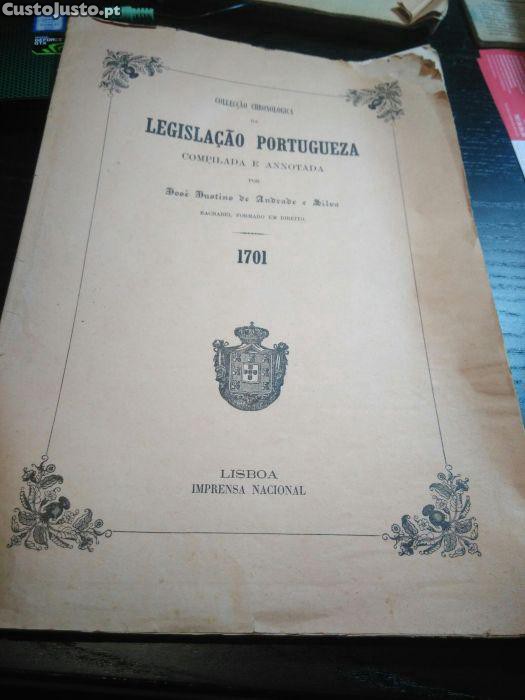 CustoJusto.pt
COLLECÇÃO CHRONOLOGICA
DA
LEGISLAÇÃO PORTUGUEZA
COMPILADA E ANNOTADA
POR
José Justino de Andrade e Silva
BACHAREL FORMADO EM DIREITO.
1701
LISBOA
IMPRENSA NACIONAL